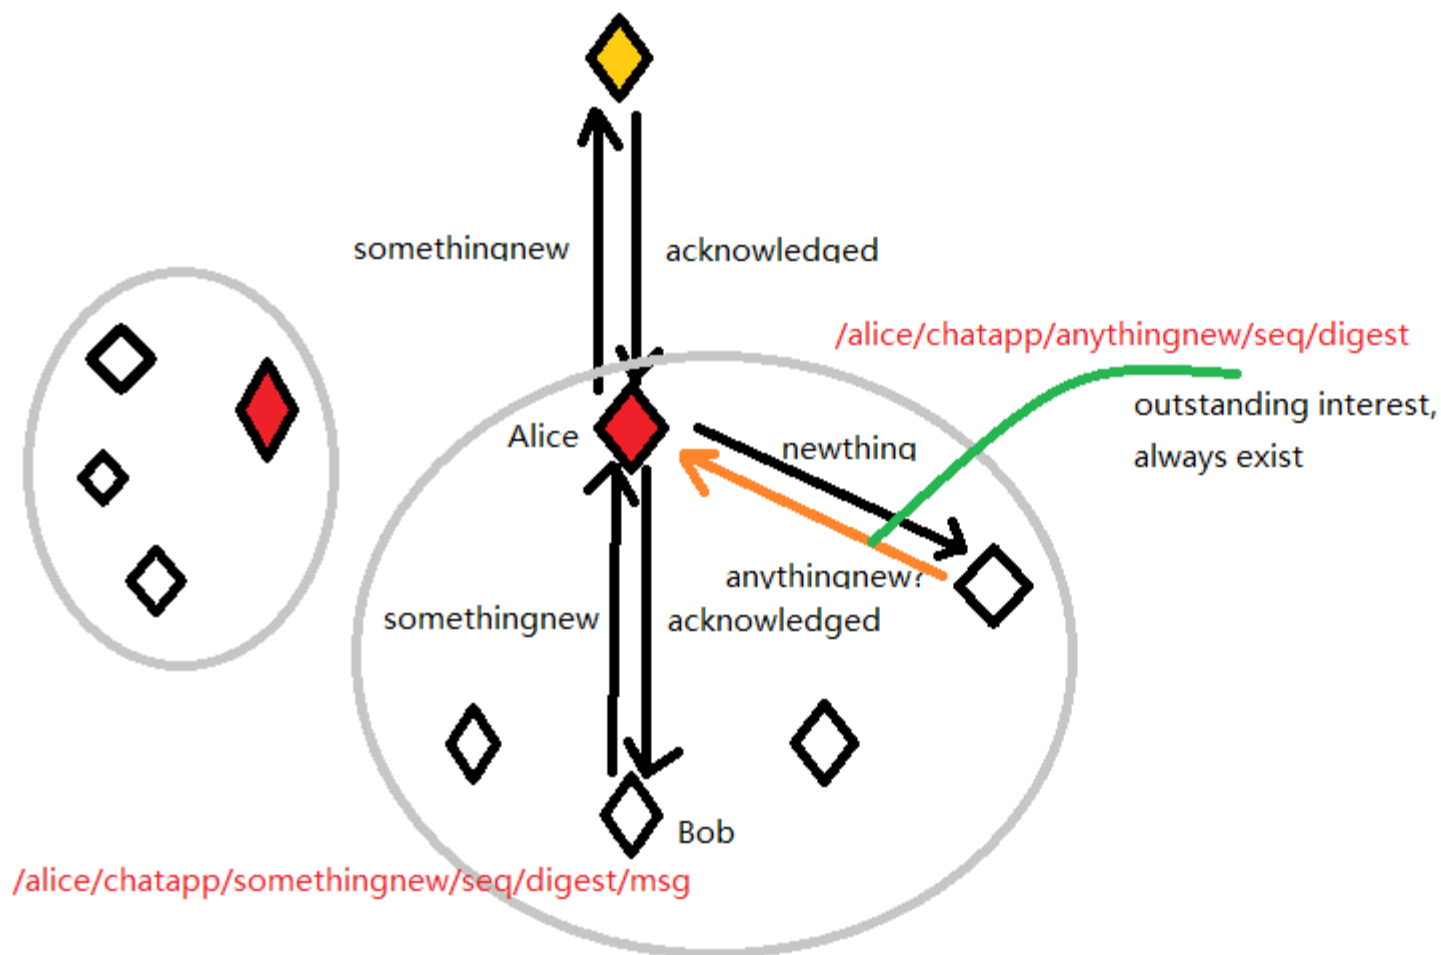 somethingnew
acknowledged
/alice/chatapp/anythingnew/seq/digest
outstanding interest,
always exist
Alice
newthing
anythingnew?
somethingnew
acknowledged
Bob
/alice/chatapp/somethingnew/seq/digest/msg